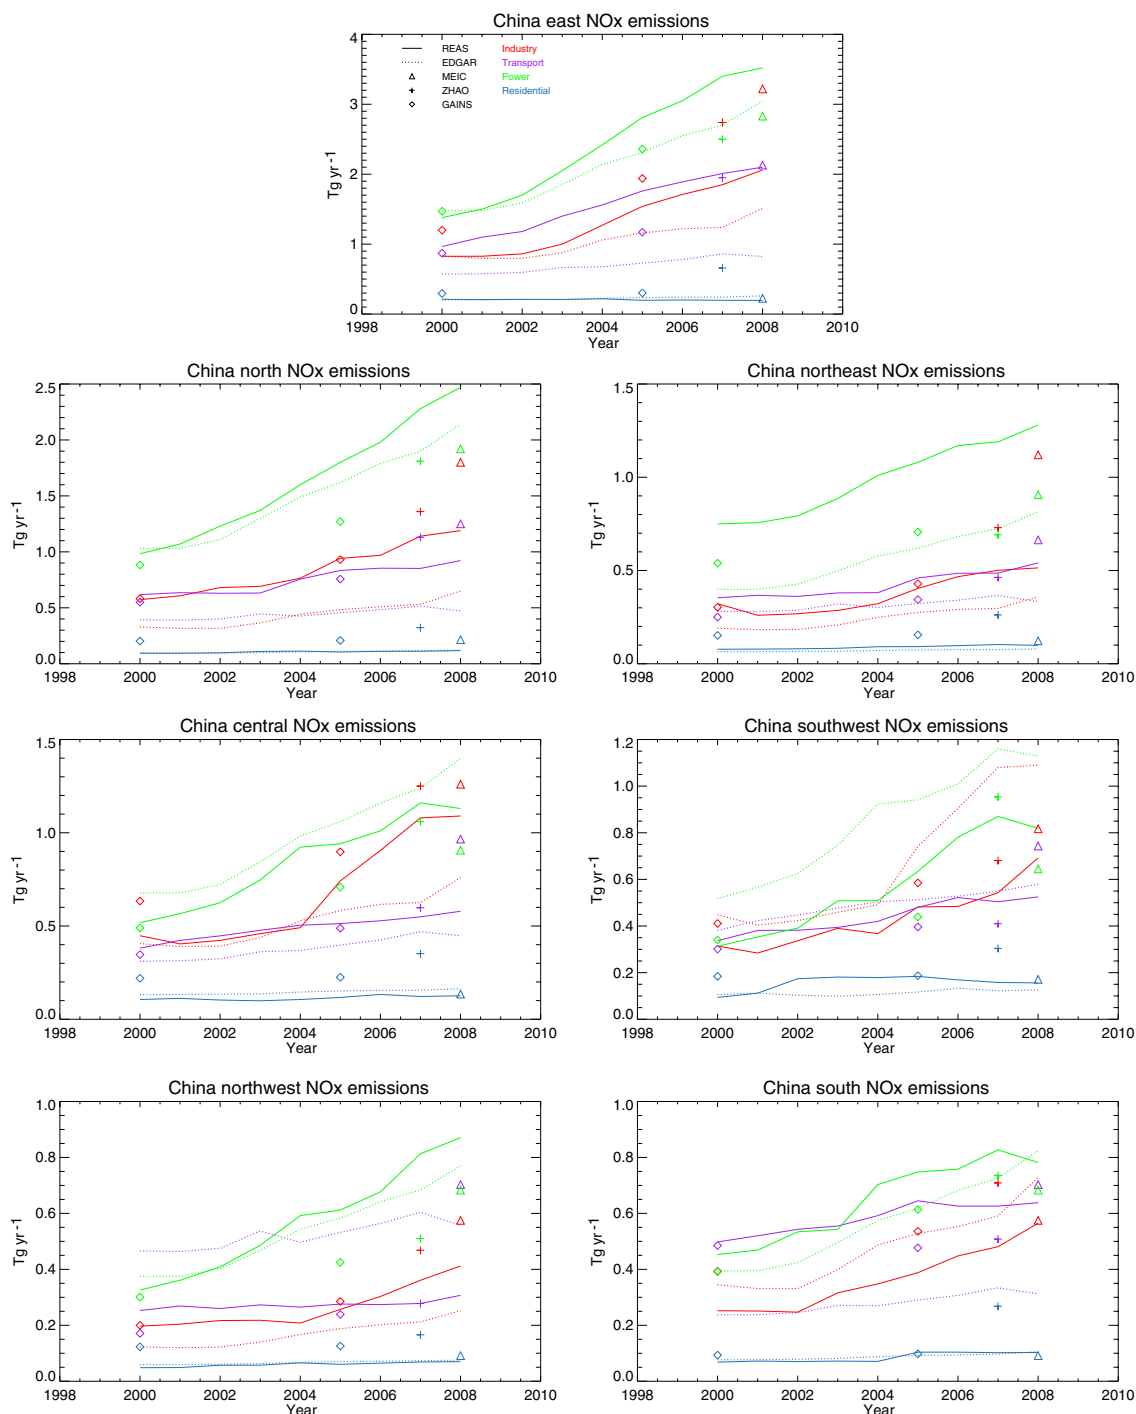 China east NOx emissions
4
3
2
1
0
Tg yr -1
REAS Industry
EDGAR Transport
MEIC Power
ZHAO Residential
GAINS
1998 2000 2002 2004 2006 2008 2010
Year
China north NOx emissions
2.5
2.0
1.5
1.0
0.5
0.0
Tg yr -1
1998 2000 2002 2004 2006 2008 2010
Year
China northeast NOx emissions
1.5
1.0
0.5
0.0
1998 2000 2002 2004 2006 2008 2010
Year
China central NOx emissions
1.5
1.0
0.5
0.0
Tg yr -1
1998 2000 2002 2004 2006 2008 2010
Year
China southwest NOx emissions
1.2
1.0
0.8
0.6
0.4
0.2
0.0
1998 2000 2002 2004 2006 2008 2010
Year
China northwest NOx emissions
1.0
0.8
0.6
0.4
0.2
0.0
Tg yr -1
1998 2000 2002 2004 2006 2008 2010
Year
China south NOx emissions
1.0
0.8
0.6
0.4
0.2
0.0
1998 2000 2002 2004 2006 2008 2010
Year